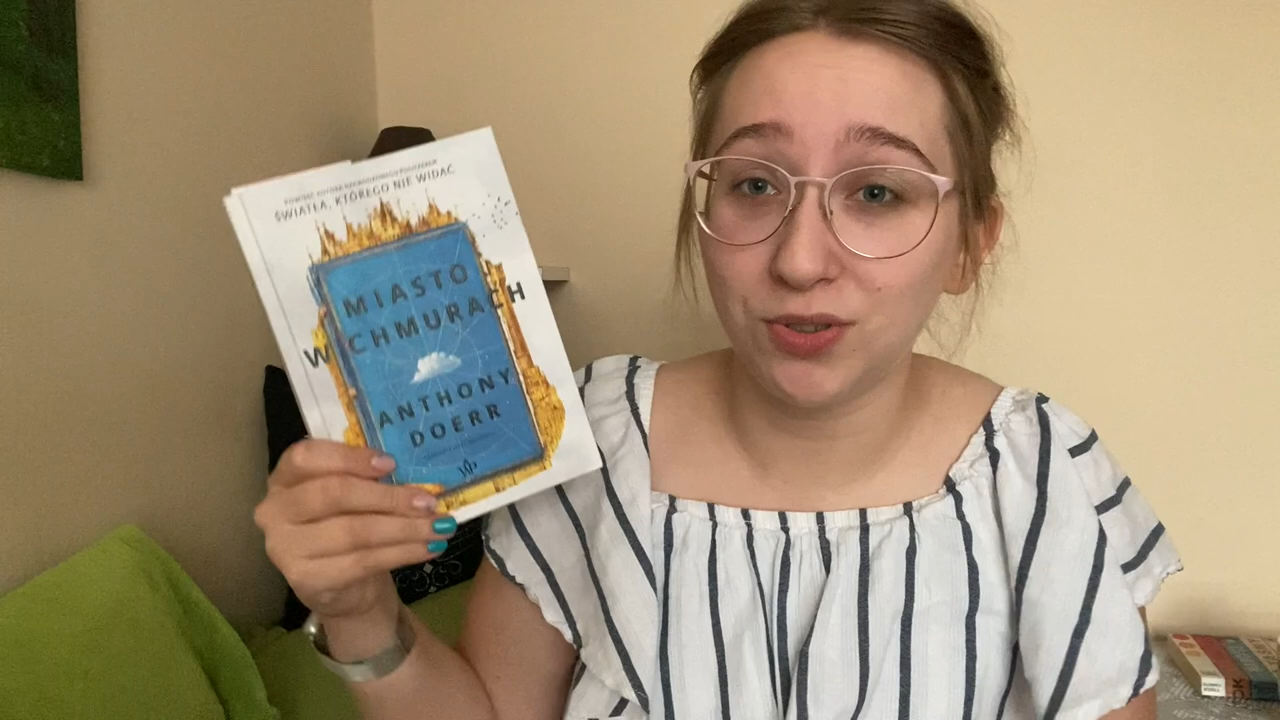 ŚWIATŁA, KTÓREGO NIE WIDAĆ
MIASTO
W CHMURACH
ANTHONY
DOERR